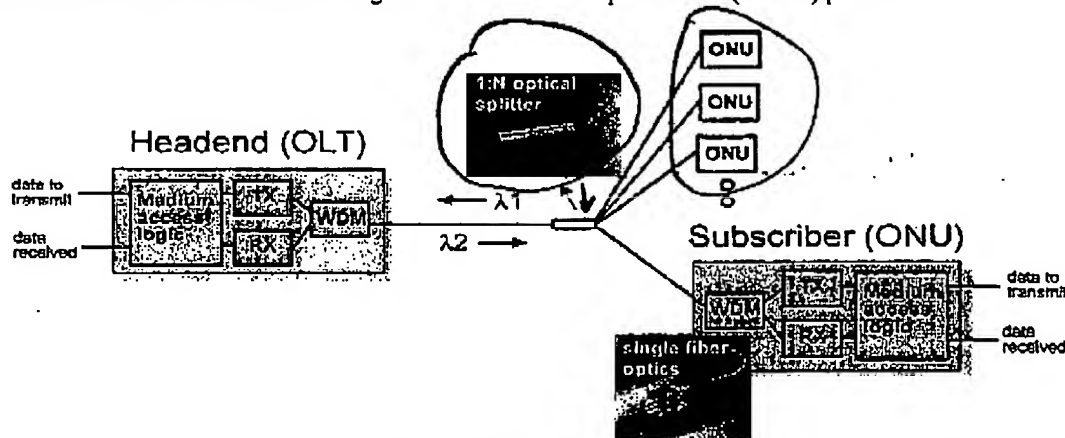 1:N optical
splitter
ONU
ONU
ONU
Headend (OLT)
data to
transmit
data
received
Medium
access
logic
TX
RX
WDM
λ1
λ2
Subscriber (ONU)
WDM
TX
RX
Medium
access
logic
data to
transmit
data
received
single fiber
optics